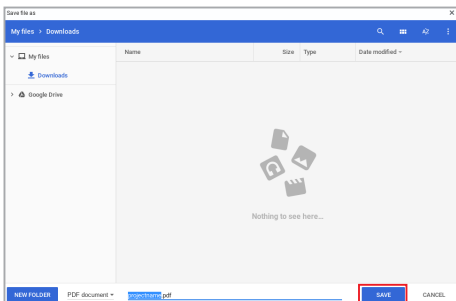 Save file as
My files > Downloads
Name Size Type Date modified
My files
Downloads
Google Drive
Nothing to see here...
NEW FOLDER PDF document projectname.pdf SAVE CANCEL